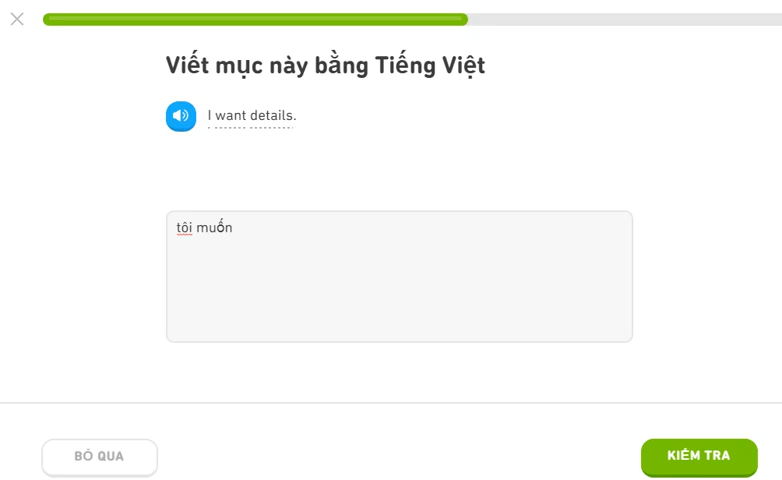 Viết mục này bằng Tiếng Việt
I want details.
tôi muốn
BỎ QUA
KIỂM TRA